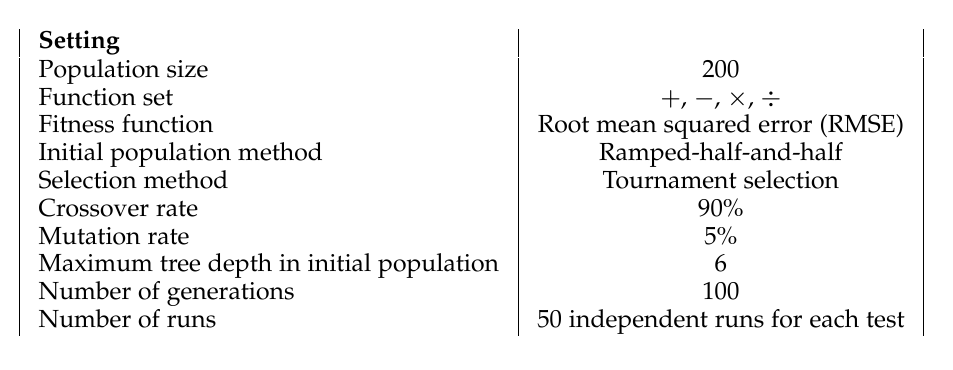 Setting
Population size 200
Function set +, −, ×, ÷
Fitness function Root mean squared error (RMSE)
Initial population method Ramped-half-and-half
Selection method Tournament selection
Crossover rate 90%
Mutation rate 5%
Maximum tree depth in initial population 6
Number of generations 100
Number of runs 50 independent runs for each test